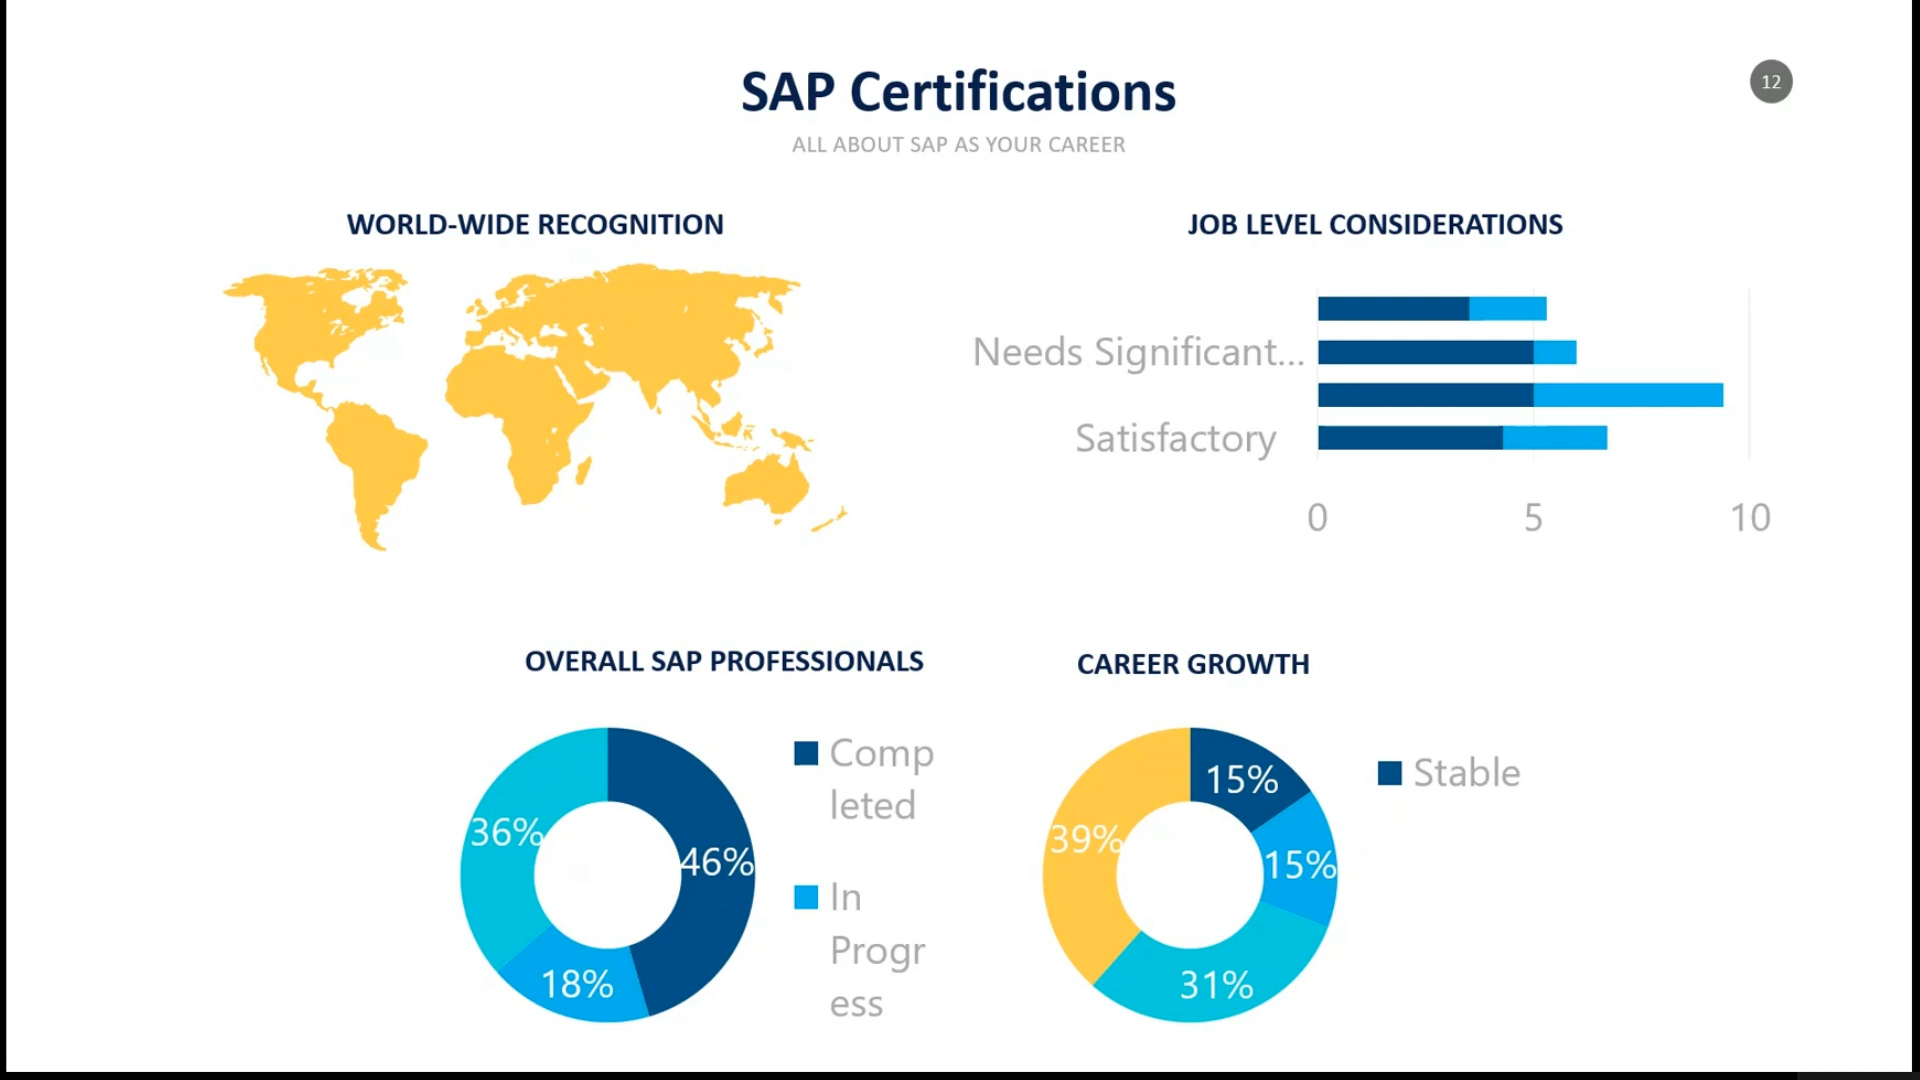 SAP Certifications
12
ALL ABOUT SAP AS YOUR CAREER
WORLD-WIDE RECOGNITION
JOB LEVEL CONSIDERATIONS
Needs Significant...
Satisfactory
0 5 10
OVERALL SAP PROFESSIONALS
36%
46%
18%
Comp
leted
In
Progr
ess
CAREER GROWTH
15%
39%
15%
31%
Stable